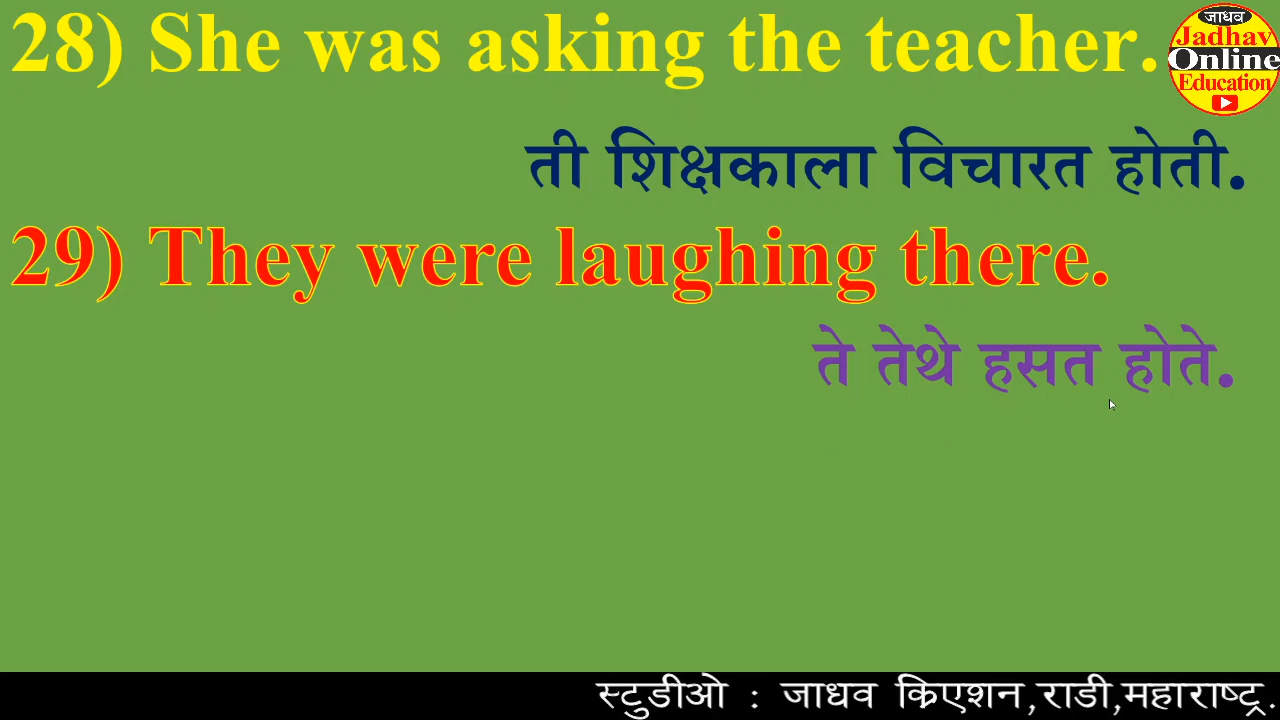 28) She was asking the teacher.
जाधव
Jadhav
Online
Education
ती शिक्षकाला विचारत होती.
29) They were laughing there.
ते तेथे हसत होते.
स्टुडीओ : जाधव क्रिएशन,राडी,महाराष्ट्र.